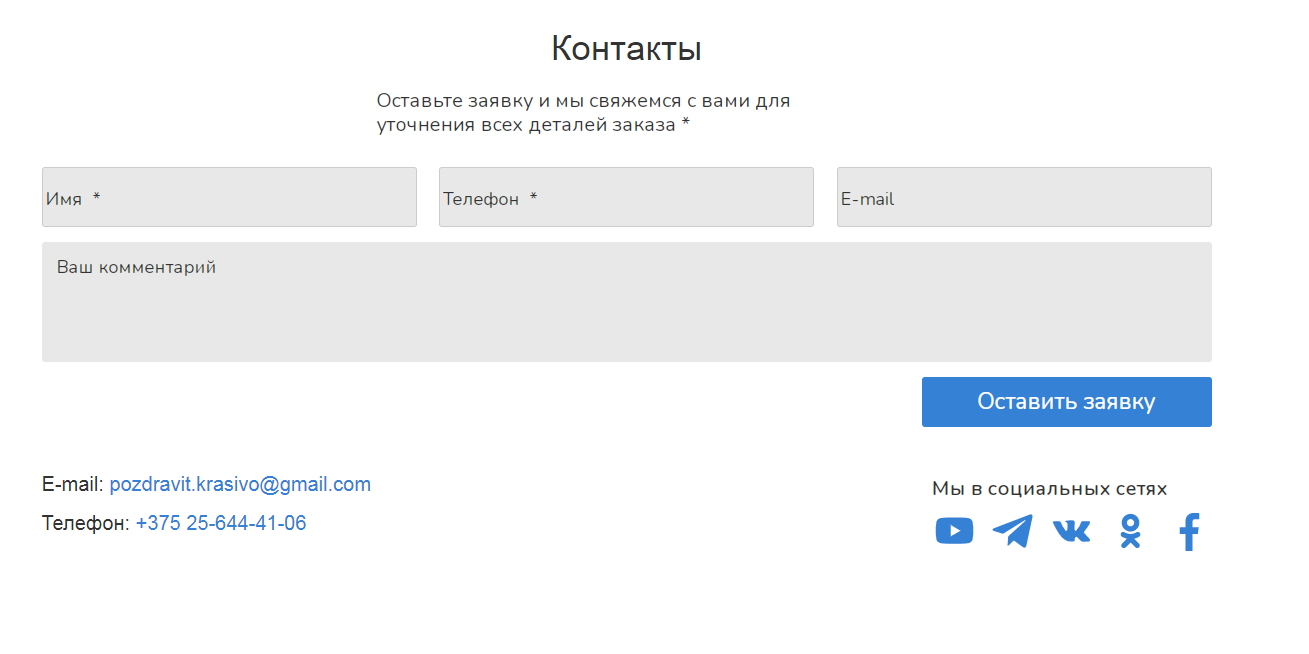 Контакты
Оставьте заявку и мы свяжемся с вами для
уточнения всех деталей заказа *
Имя *
Телефон *
E-mail
Ваш комментарий
Оставить заявку
E-mail: pozdravit.krasivo@gmail.com
Телефон: +375 25-644-41-06
Мы в социальных сетях